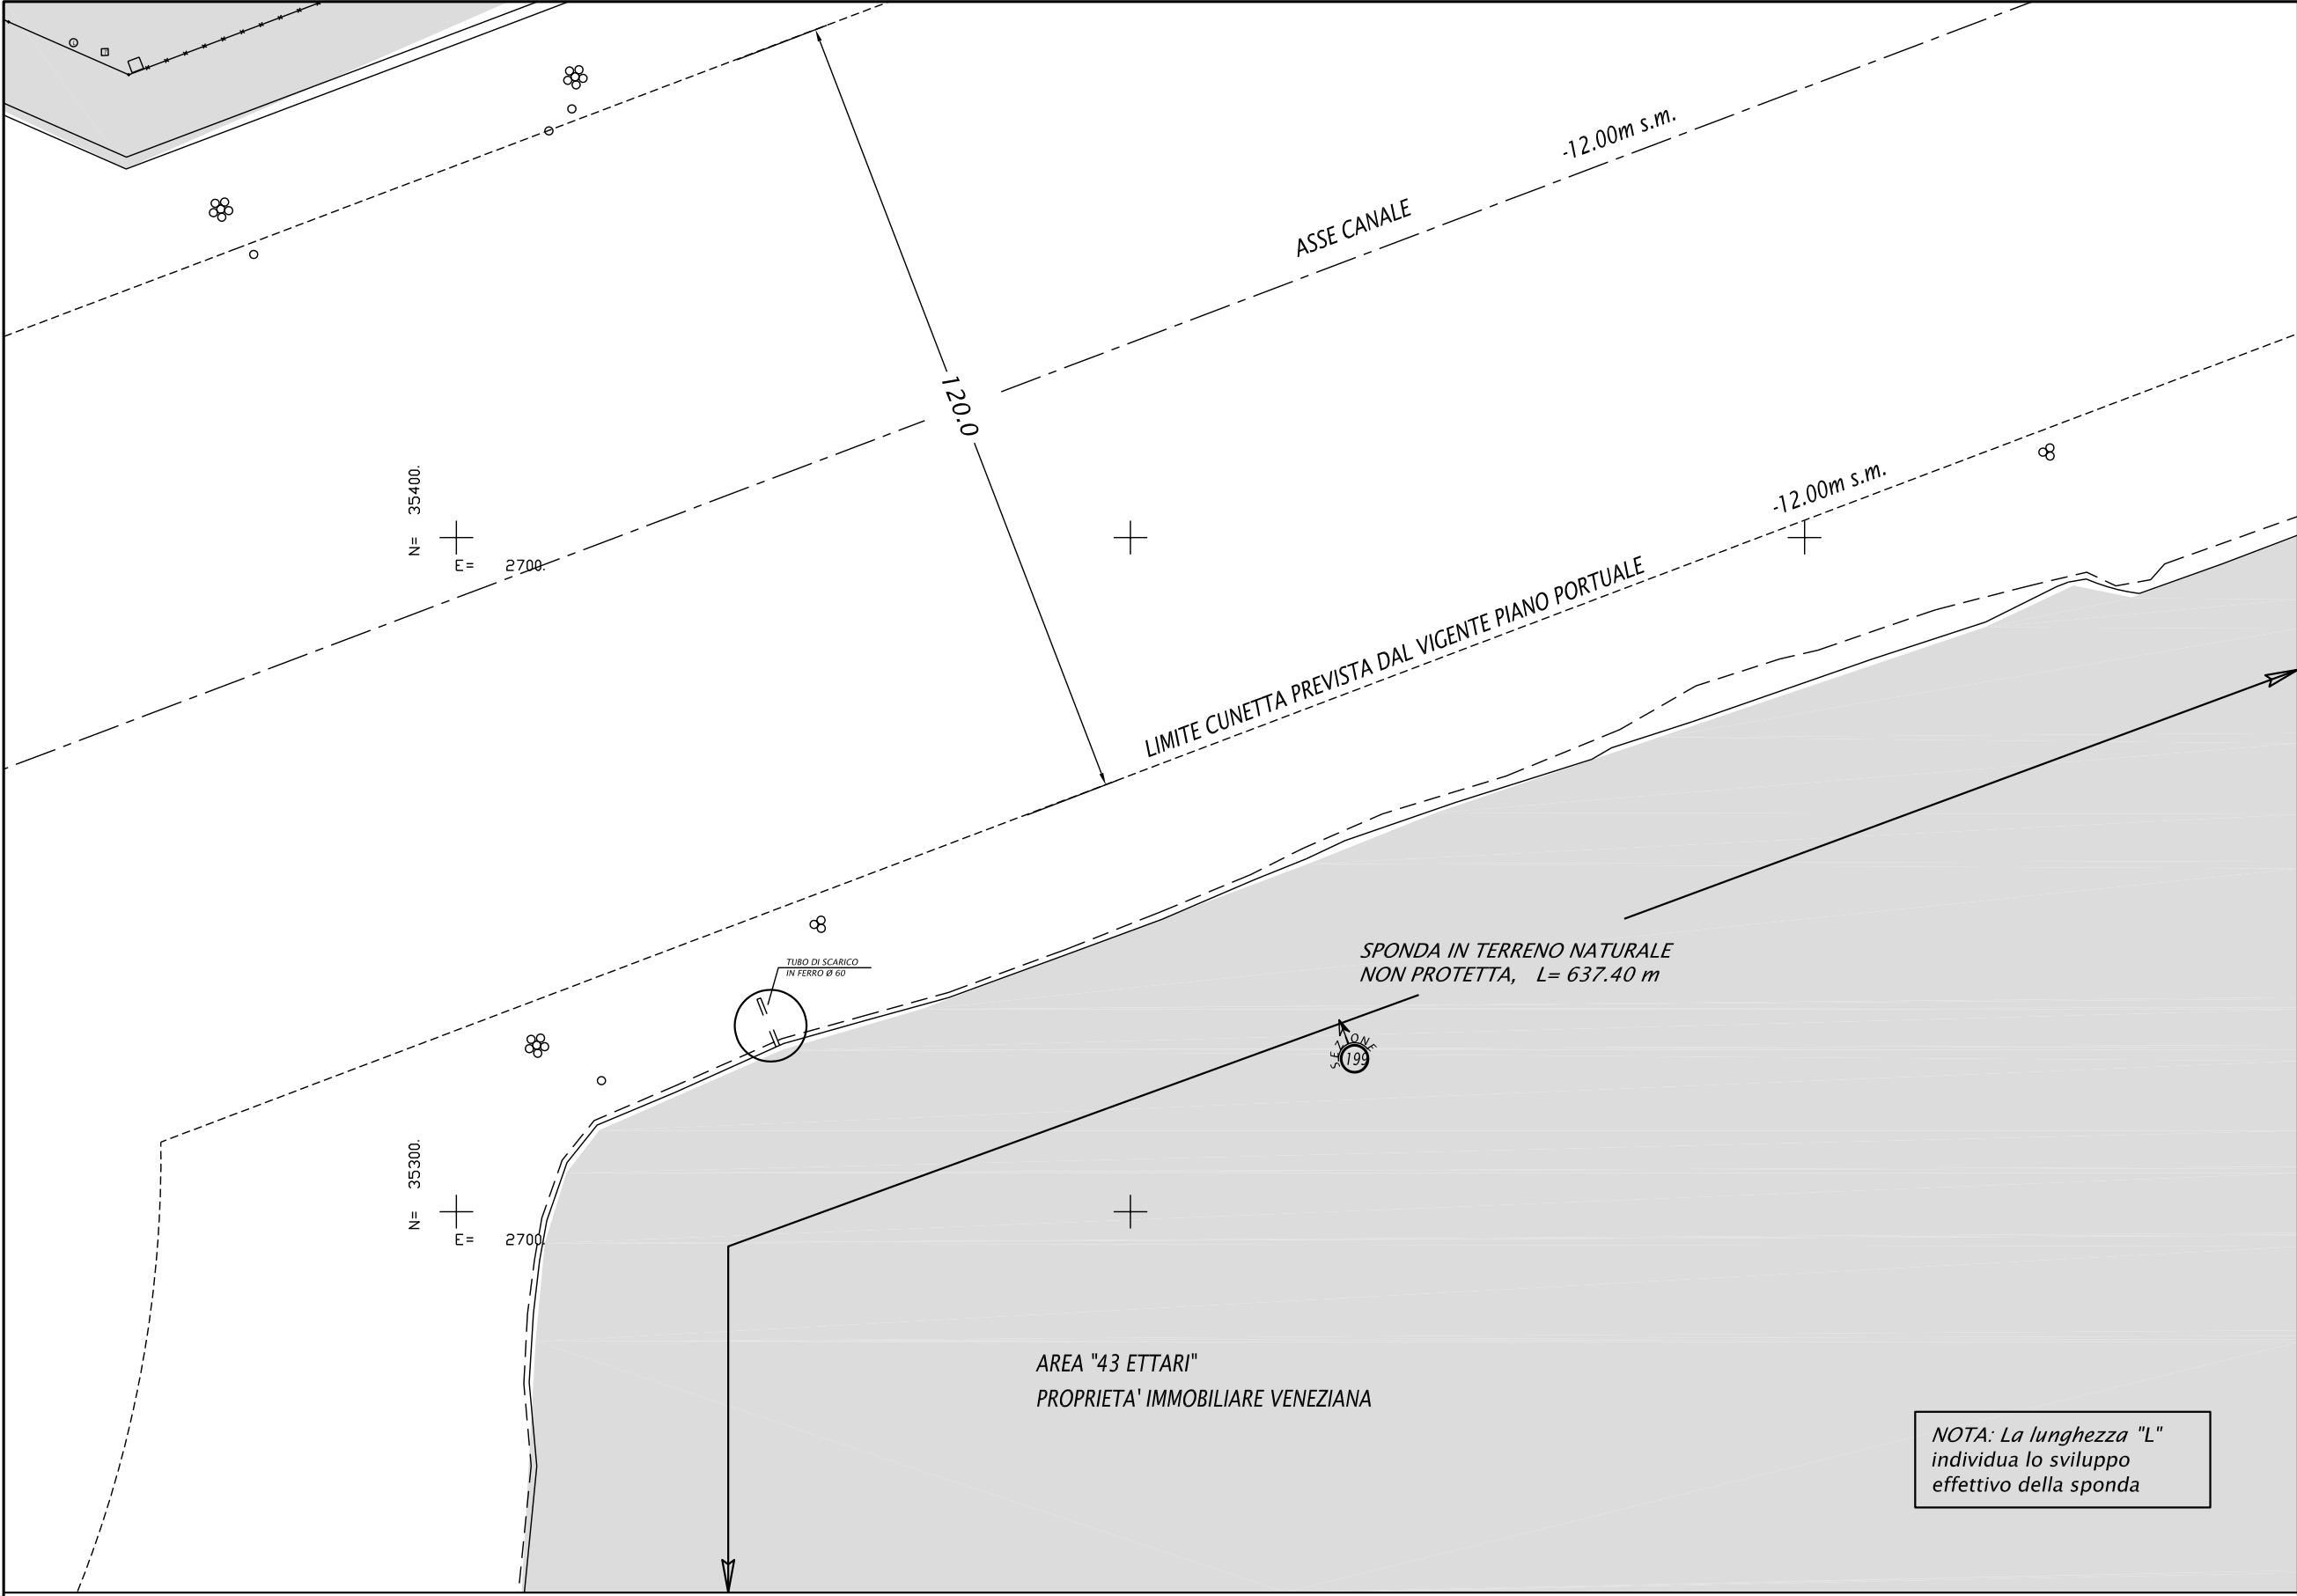 -12.00m s.m.
ASSE CANALE
120.0
N= 35400.
E= 2700.
-12.00m s.m.
LIMITE CUNETTA PREVISTA DAL VIGENTE PIANO PORTUALE
TUBO DI SCARICO
IN FERRO Ø 60
SPONDA IN TERRENO NATURALE
NON PROTETTA, L= 637.40 m
SEZIONE
199
N= 35300.
E= 2700.
AREA "43 ETTARI"
PROPRIETA' IMMOBILIARE VENEZIANA
NOTA: La lunghezza "L"
individua lo sviluppo
effettivo della sponda